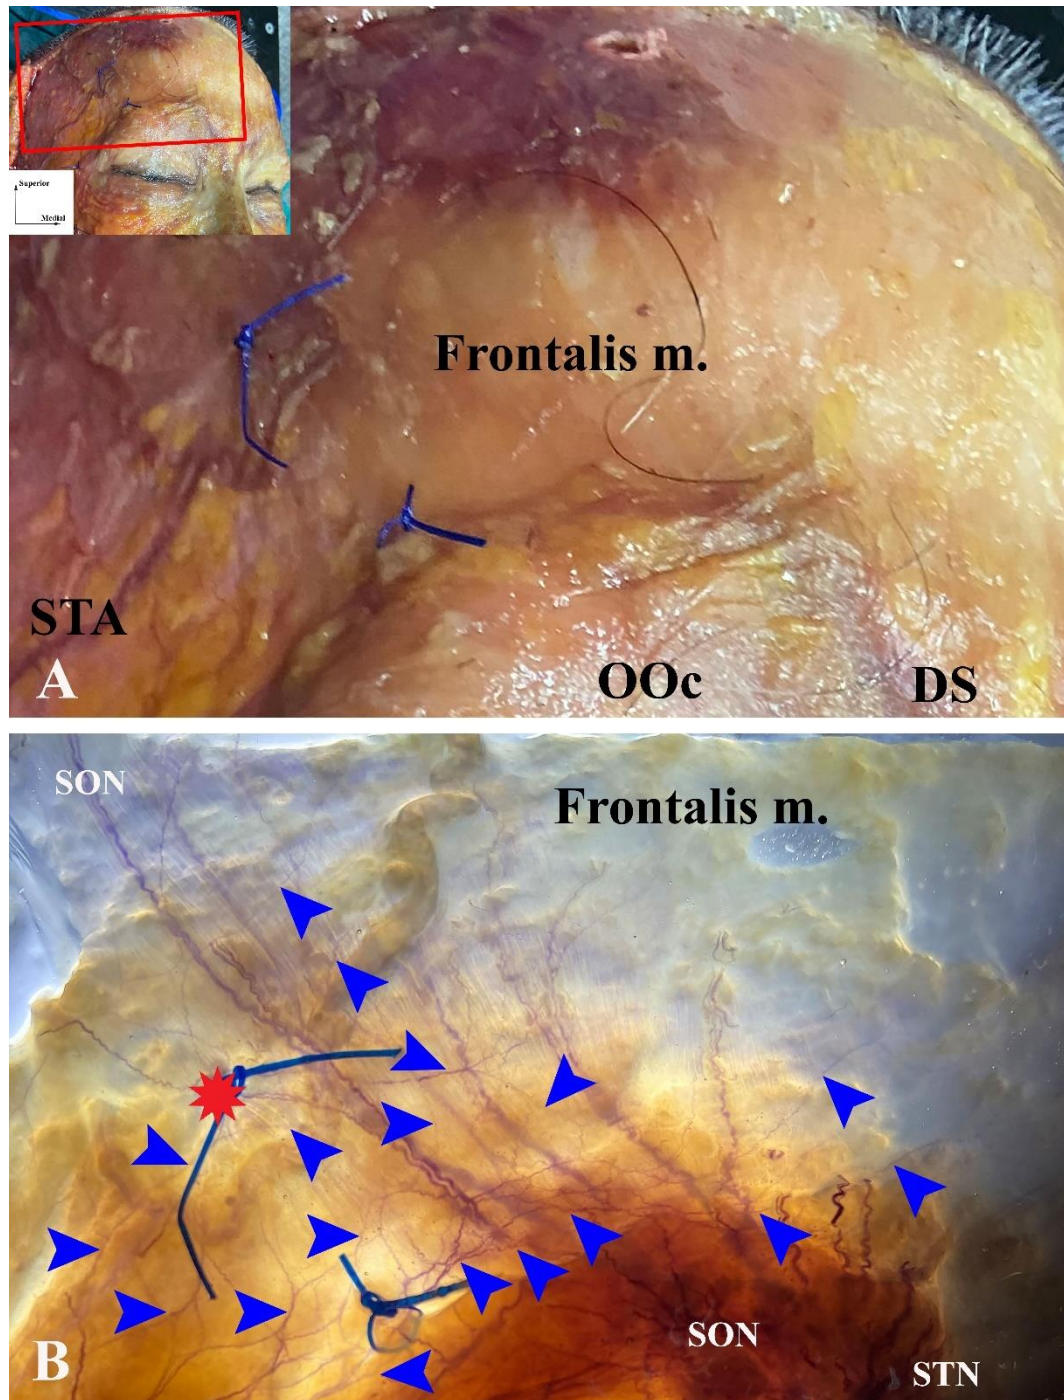 Superior
Medial
Frontalis m.
STA
A
OOc
DS
SON
Frontalis m.
B
SON
STN